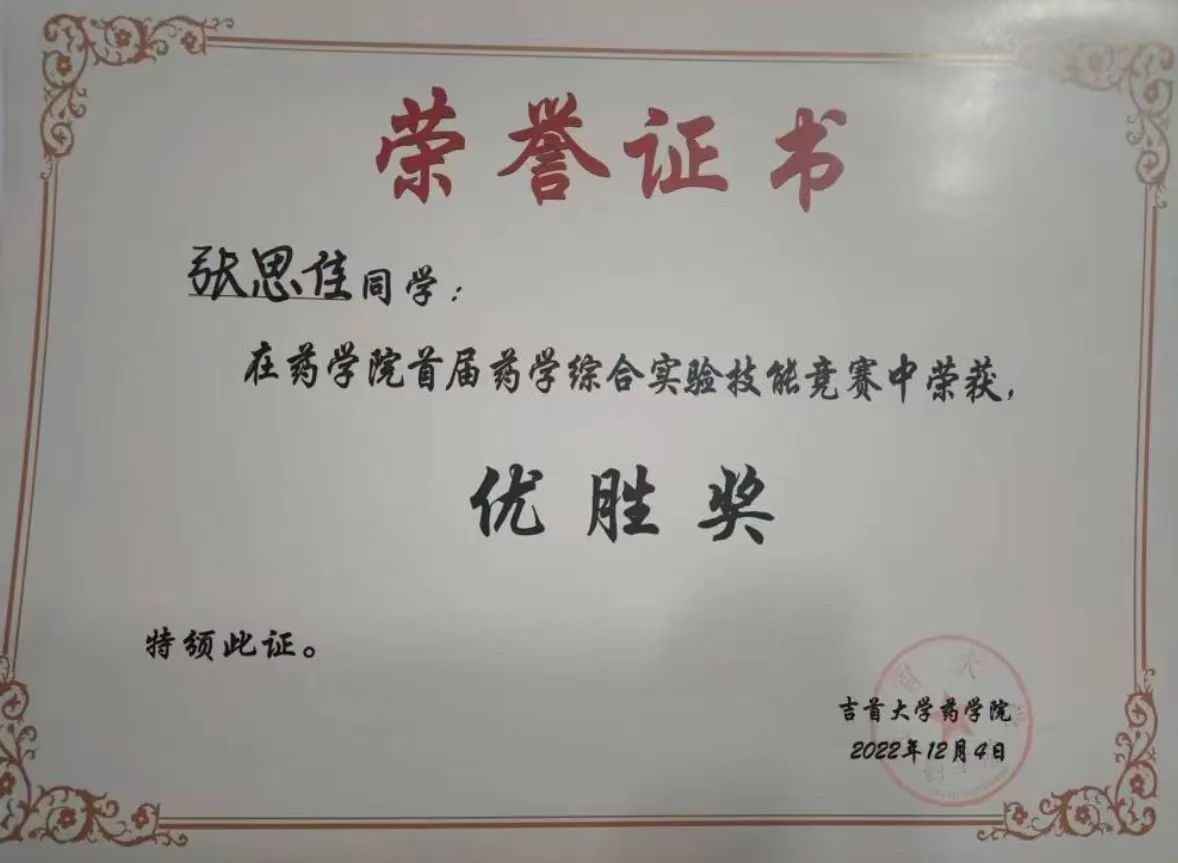 荣誉证书
张思佳同学：
在药学院首届药学综合实验技能竞赛中荣获，
优胜奖
特颁此证。
吉首大学药学院
2022年12月4日